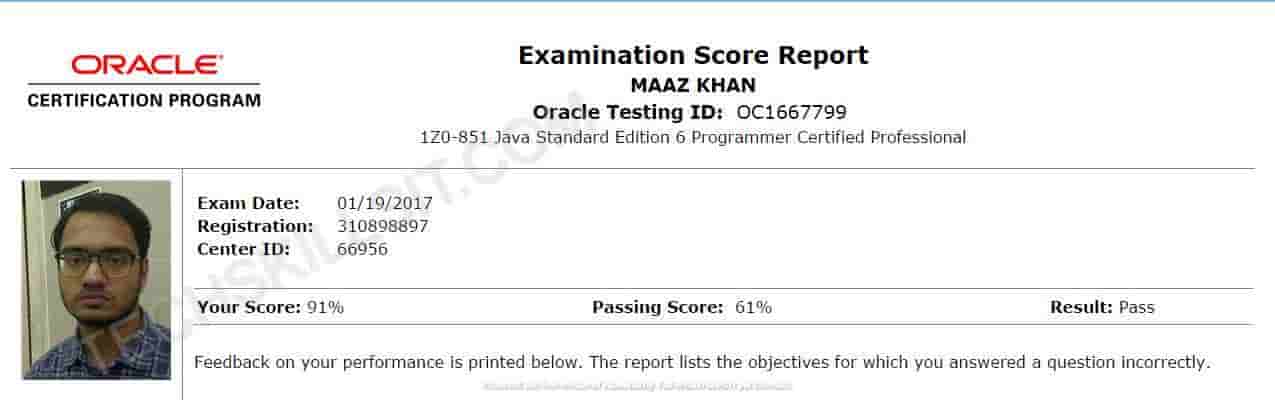 ORACLE
CERTIFICATION PROGRAM
Examination Score Report
MAAZ KHAN
Oracle Testing ID: OC1667799
1Z0-851 Java Standard Edition 6 Programmer Certified Professional
Exam Date: 01/19/2017
Registration: 310898897
Center ID: 66956
Your Score: 91% Passing Score: 61% Result: Pass
Feedback on your performance is printed below. The report lists the objectives for which you answered a question incorrectly.